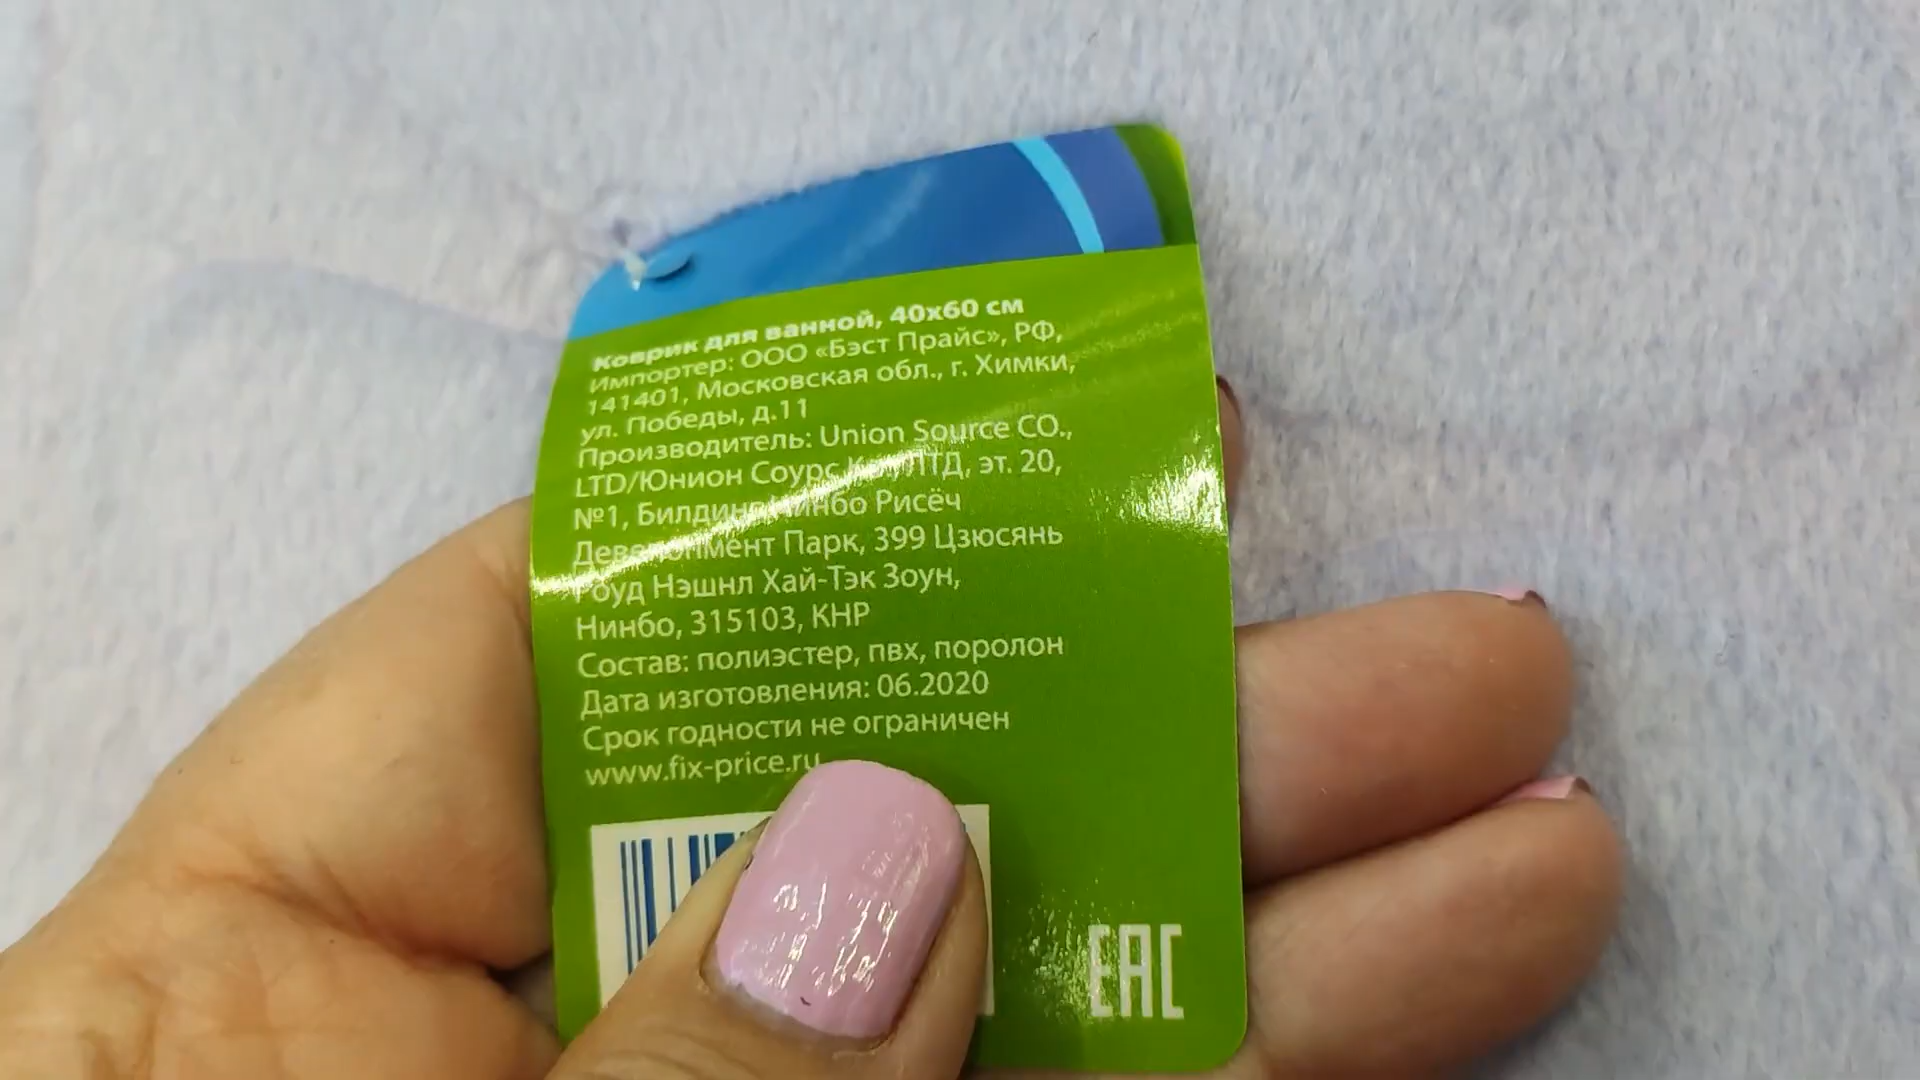 Коврик для ванной, 40х60 см
Импортер: ООО «Бэст Прайс», РФ,
141401, Московская обл., г. Химки,
ул. Победы, д.11
Производитель: Union Source CO.,
LTD/Юнион Соурс ЛТД, эт. 20,
№1, Билдинг Нинбо Рисёч
Девелопмент Парк, 399 Цзюсянь
Роуд Нэшнл Хай-Тэк Зоун,
Нинбо, 315103, КНР
Состав: полиэстер, пвх, поролон
Дата изготовления: 06.2020
Срок годности не ограничен
www.fix-price.ru
ЕАС